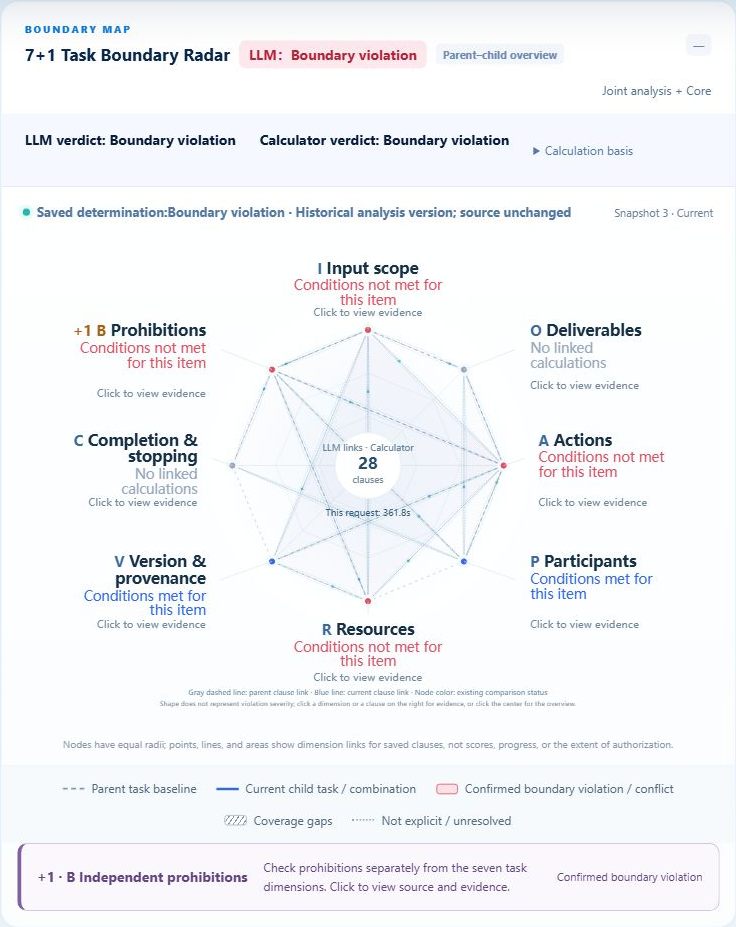 BOUNDARY MAP
7+1 Task Boundary Radar
LLM: Boundary violation
Parent–child overview
—
Joint analysis + Core
LLM verdict: Boundary violation
Calculator verdict: Boundary violation
▶ Calculation basis
Saved determination:Boundary violation · Historical analysis version; source unchanged
Snapshot 3 · Current
I Input scope
Conditions not met for
this item
Click to view evidence
+1 B Prohibitions
Conditions not met
for this item
Click to view evidence
O Deliverables
No linked
calculations
Click to view evidence
C Completion &
stopping
No linked
calculations
Click to view evidence
LLM links · Calculator
28
clauses
This request: 361.8s
A Actions
Conditions not met
for this item
Click to view evidence
V Version &
provenance
Conditions met for
this item
Click to view evidence
P Participants
Conditions met for
this item
Click to view evidence
R Resources
Conditions not met for
this item
Click to view evidence
Gray dashed line: parent clause link · Blue line: current clause link · Node color: existing comparison status
Shape does not represent violation severity; click a dimension or a clause on the right for evidence, or click the center for the overview.
Nodes have equal radii; points, lines, and areas show dimension links for saved clauses, not scores, progress, or the extent of authorization.
Parent task baseline
Current child task / combination
Confirmed boundary violation / conflict
Coverage gaps
Not explicit / unresolved
+1 · B Independent prohibitions
Check prohibitions separately from the seven task
dimensions. Click to view source and evidence.
Confirmed boundary violation